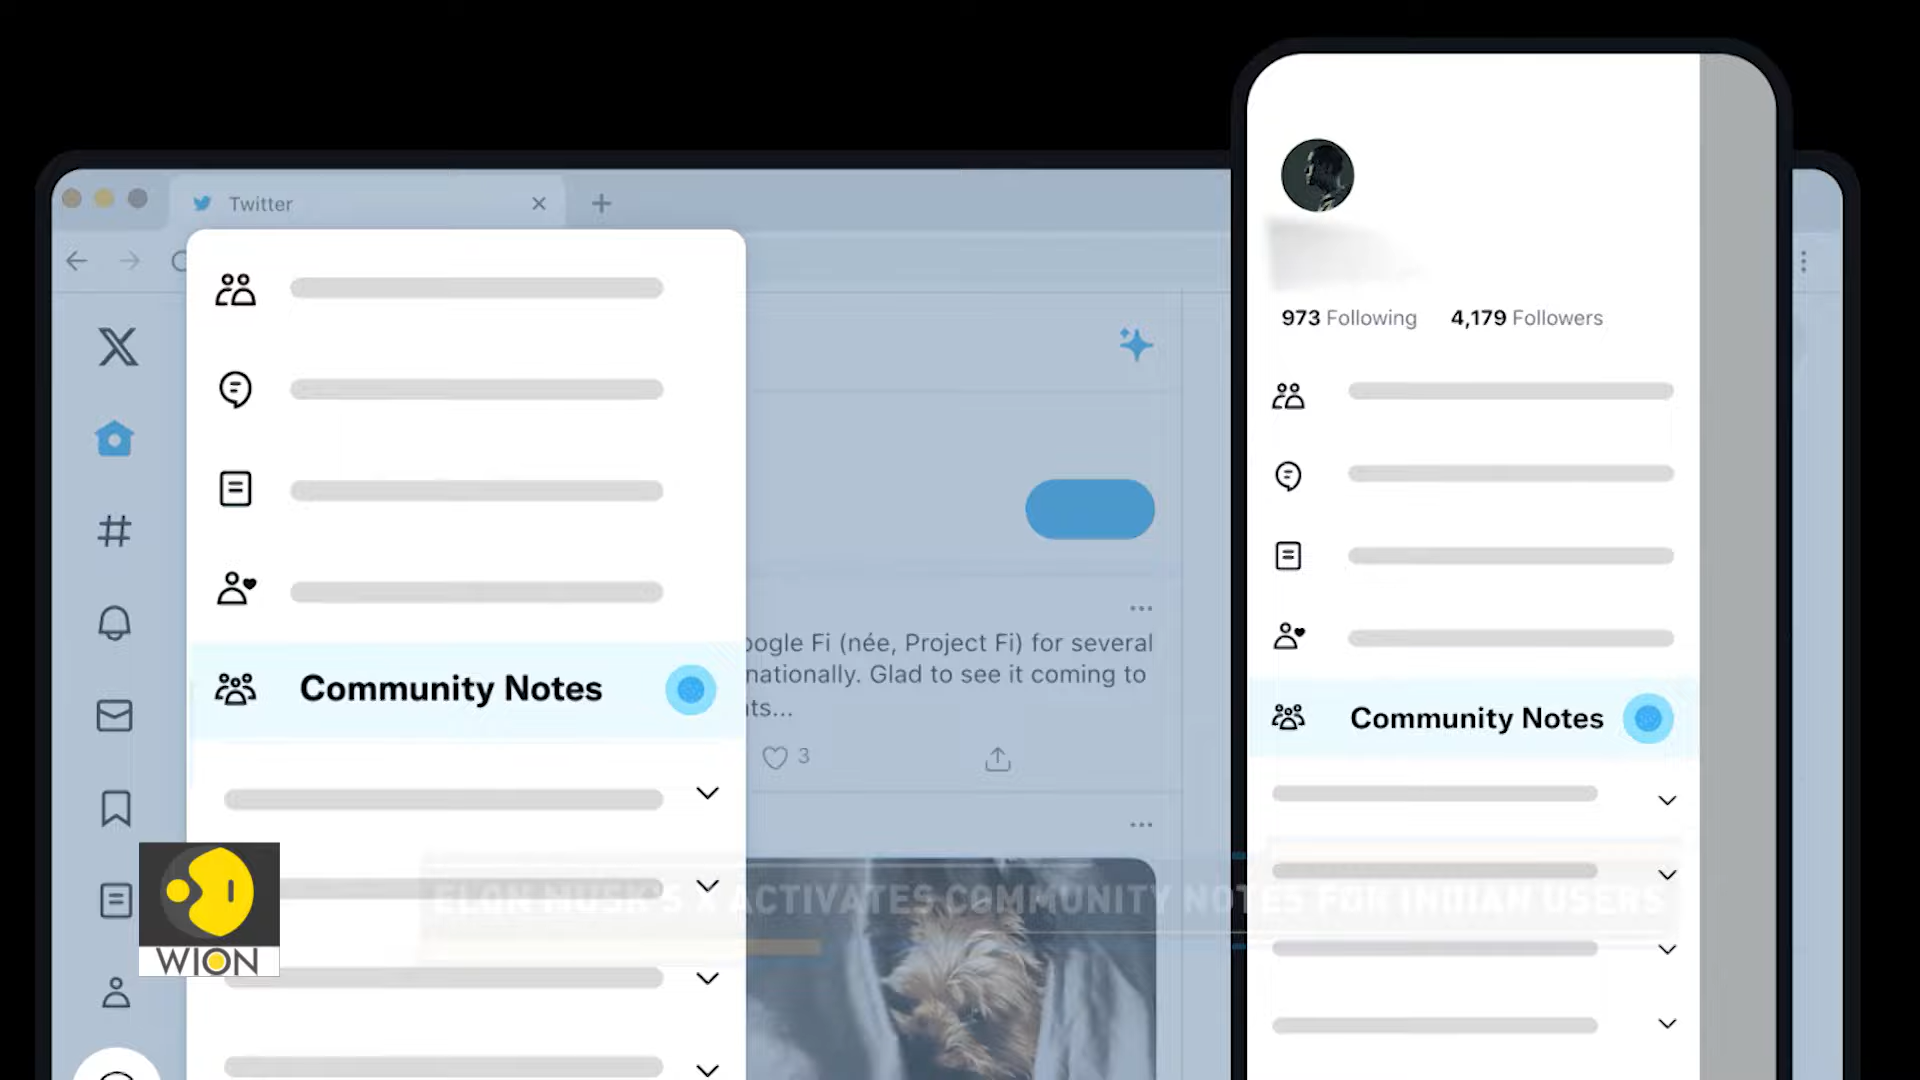 Twitter
973 Following 4,179 Followers
oogle Fi (née, Project Fi) for several
nationally. Glad to see it coming to
ts...
Community Notes
3
Community Notes
ELON MUSK'S X ACTIVATES COMMUNITY NOTES FOR INDIAN USERS
WION